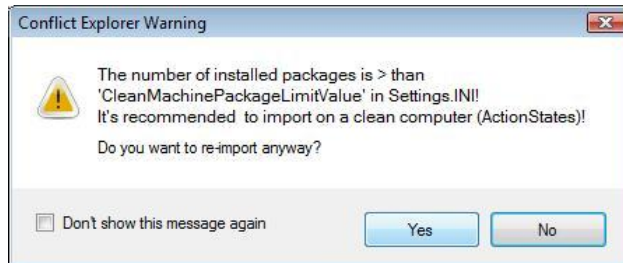 Conflict Explorer Warning
The number of installed packages is > than
'CleanMachinePackageLimitValue' in Settings.INI!
It's recommended to import on a clean computer (ActionStates)!
Do you want to re-import anyway?
Don't show this message again
Yes
No